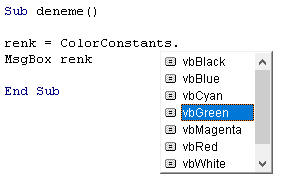 Sub deneme()
renk = ColorConstants.
MsgBox renk
End Sub
vbBlack
vbBlue
vbCyan
vbGreen
vbMagenta
vbRed
vbWhite